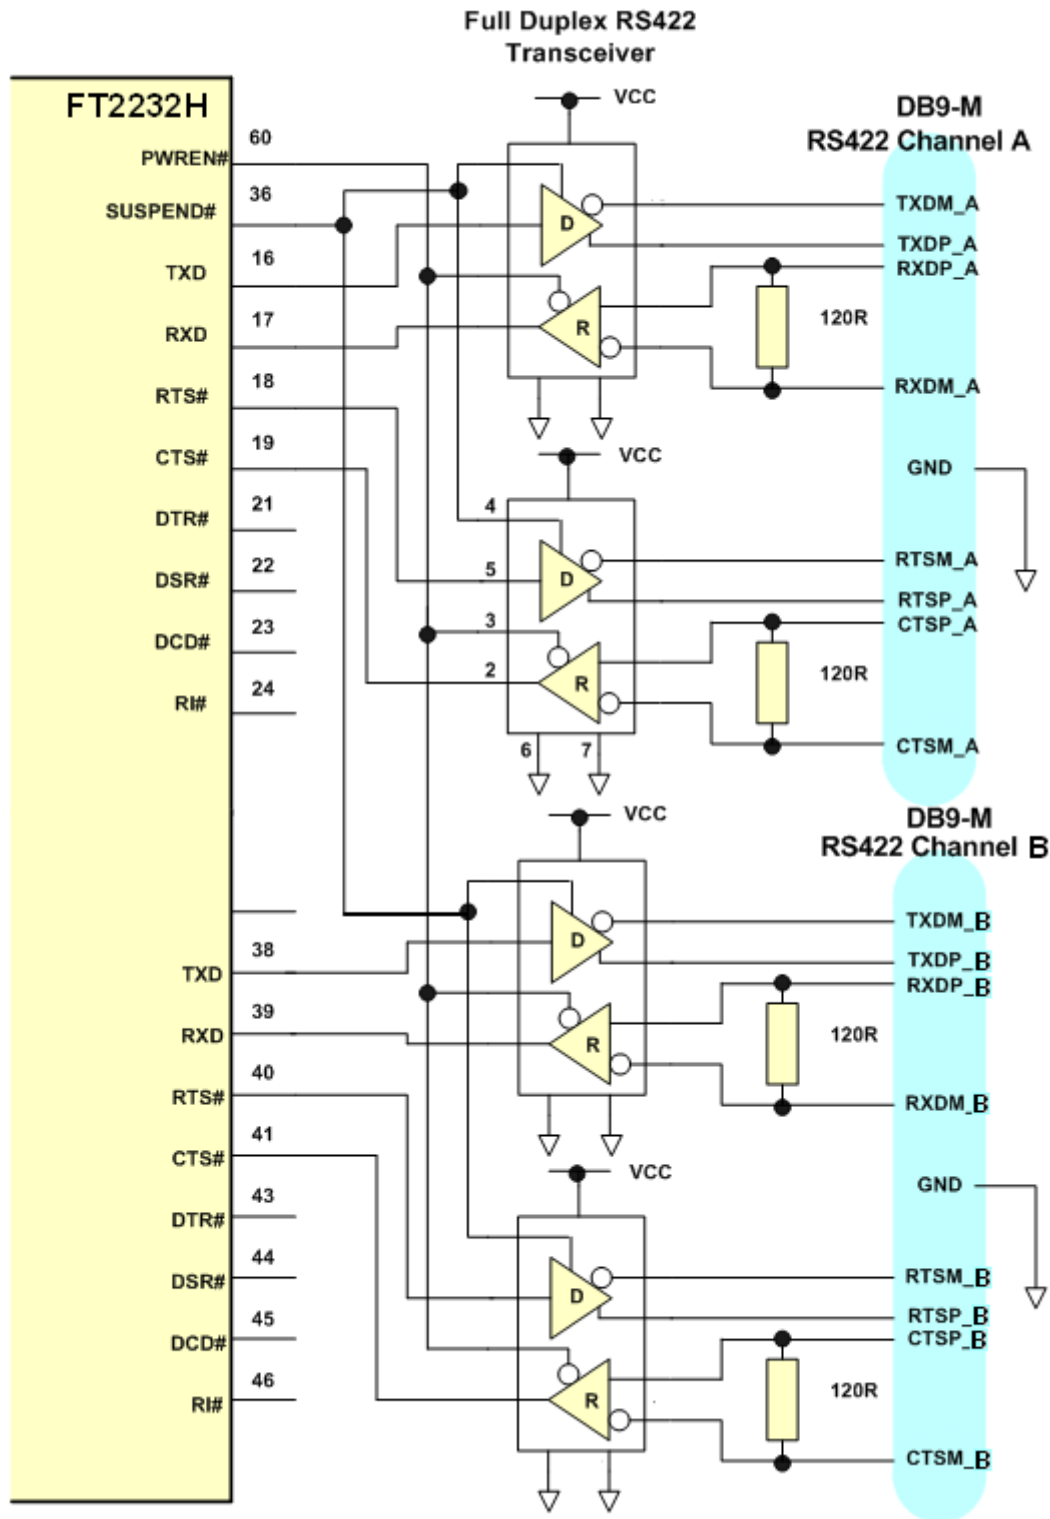 Full Duplex RS422
Transceiver
FT2232H
VCC
DB9-M
RS422 Channel A
60
PWREN#
36
SUSPEND#
16
TXD
17
RXD
18
RTS#
19
CTS#
21
DTR#
22
DSR#
23
DCD#
24
RI#
D
R
TXDM_A
TXDP_A
RXDP_A
120R
RXDM_A
VCC
GND
4
5
3
2
6
7
D
R
RTSM_A
RTSP_A
CTSP_A
120R
CTSM_A
VCC
DB9-M
RS422 Channel B
38
TXD
39
RXD
40
RTS#
41
CTS#
43
DTR#
44
DSR#
45
DCD#
46
RI#
D
R
TXDM_B
TXDP_B
RXDP_B
120R
RXDM_B
VCC
GND
D
R
RTSM_B
RTSP_B
CTSP_B
120R
CTSM_B